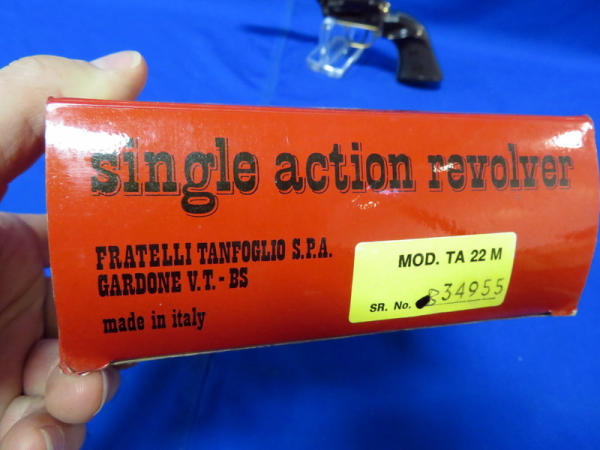 single action revolver
FRATELLI TANFOGLIO S.P.A.
GARDONE V.T. - BS
made in italy
MOD. TA 22 M
SR. No. 34955